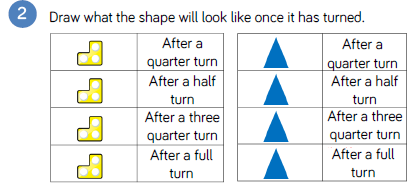 2 Draw what the shape will look like once it has turned.
After a
quarter turn
After a half
turn
After a three
quarter turn
After a full
turn
After a
quarter turn
After a half
turn
After a three
quarter turn
After a full
turn